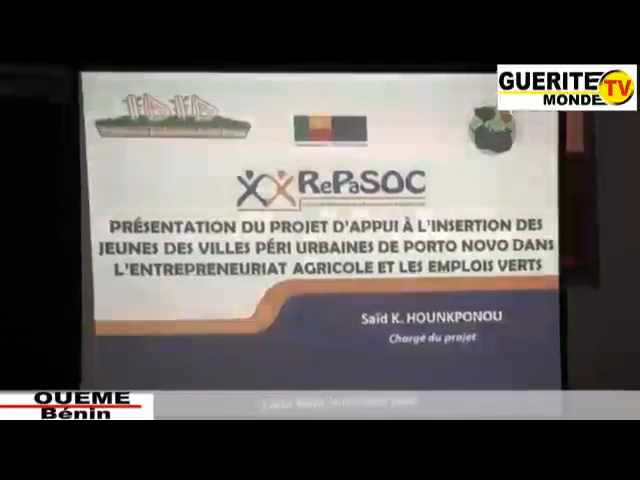 GUERITE TV
MONDE
RePaSOC
PRÉSENTATION DU PROJET D'APPUI À L'INSERTION DES
JEUNES DES VILLES PÉRI URBAINES DE PORTO NOVO DANS
L'ENTREPRENEURIAT AGRICOLE ET LES EMPLOIS VERTS
Saïd K. HOUNKPONOU
Chargé du projet
OUEME
Bénin